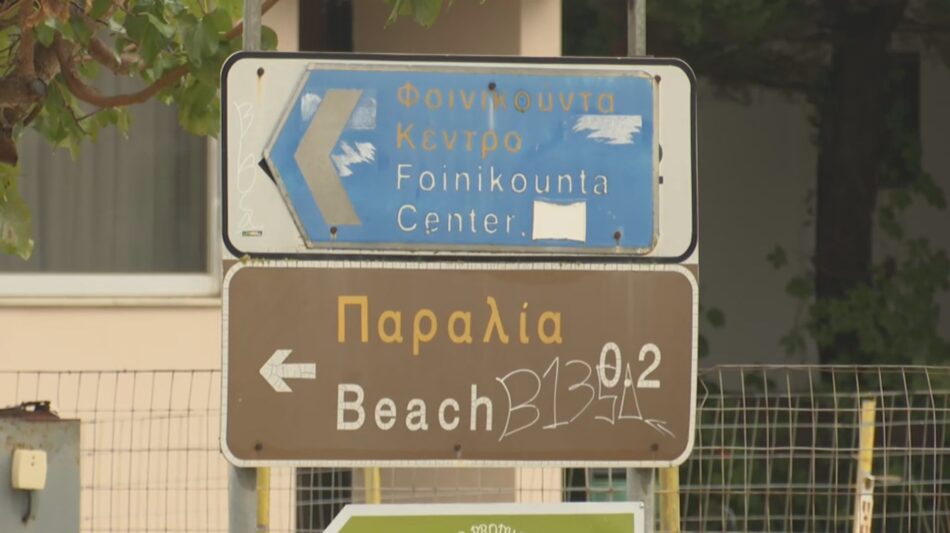 Φοινικουντα
Κεντρο
Foinikounta
Center.
Παραλία
Beach 0.2